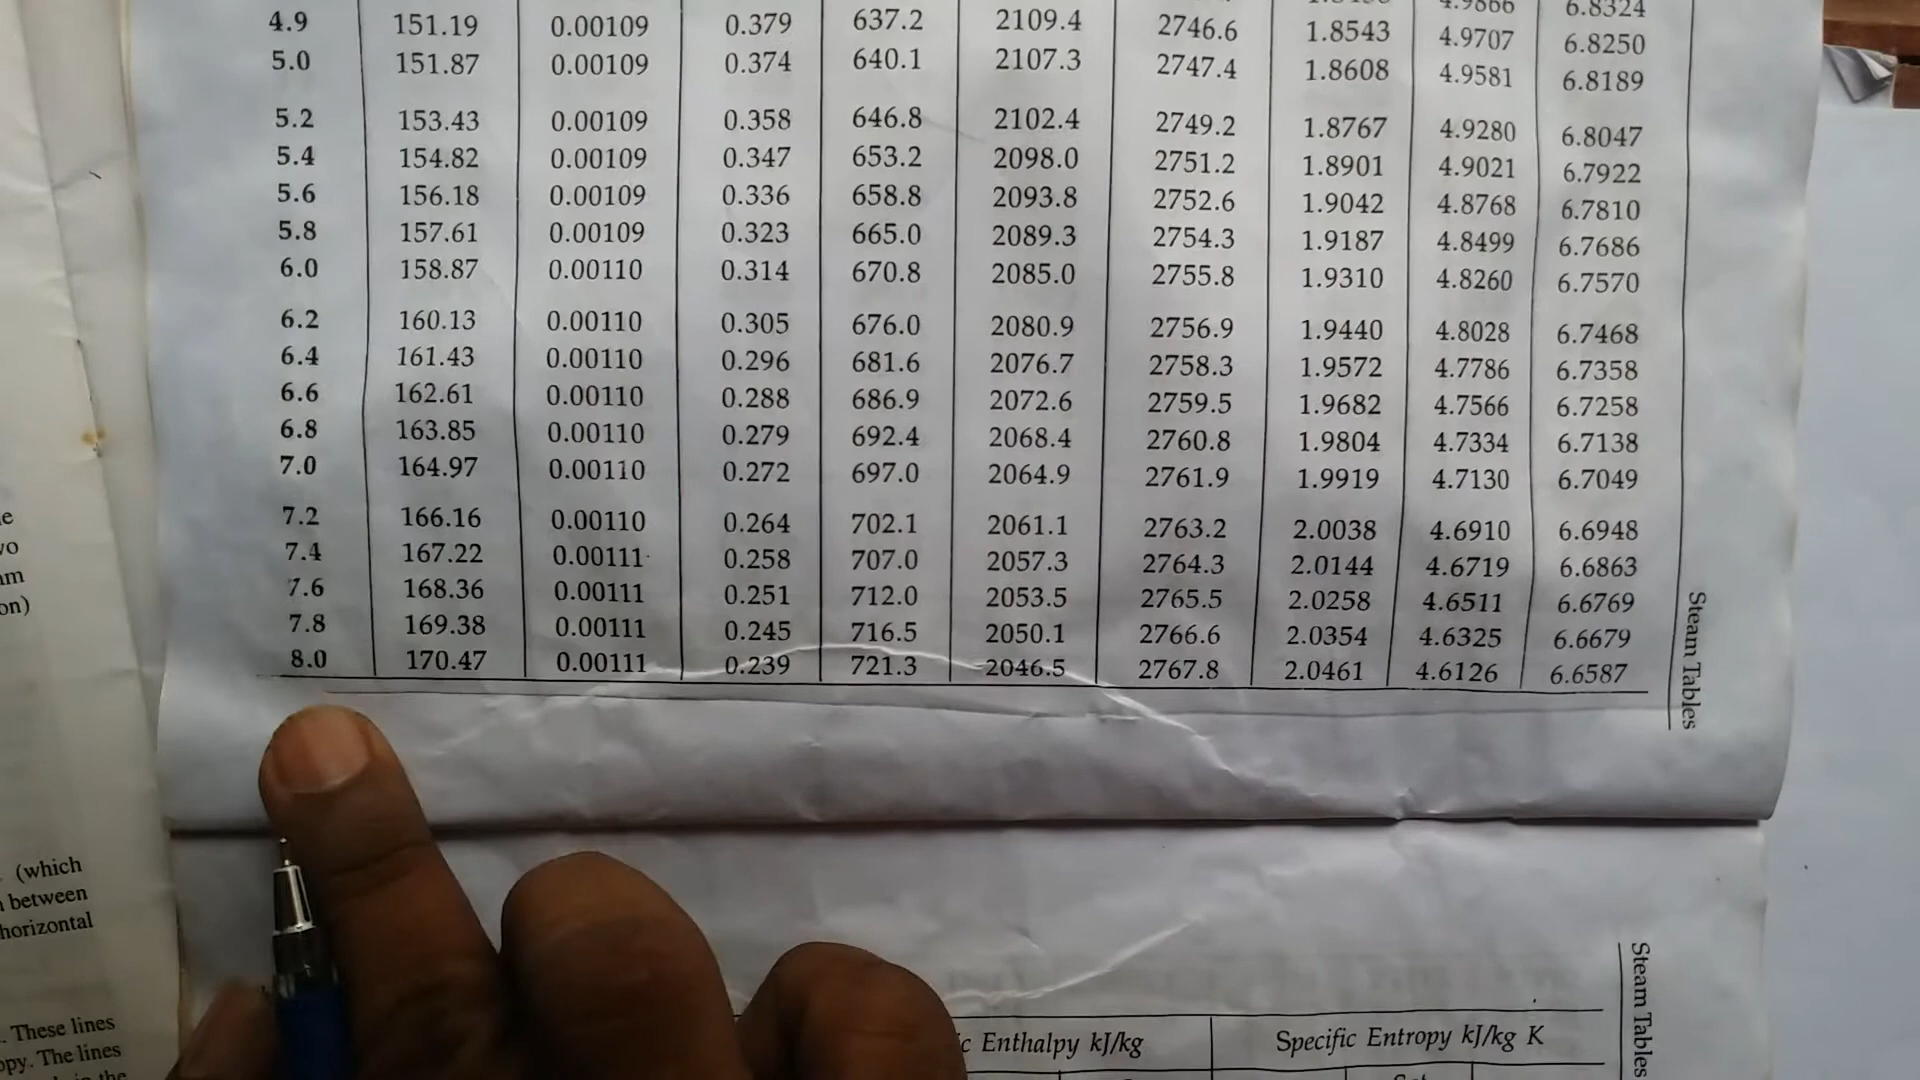 6.8324
4.9 151.19 0.00109 0.379 637.2 2109.4 2746.6 1.8543 4.9707 6.8250
5.0 151.87 0.00109 0.374 640.1 2107.3 2747.4 1.8608 4.9581 6.8189
5.2 153.43 0.00109 0.358 646.8 2102.4 2749.2 1.8767 4.9280 6.8047
5.4 154.82 0.00109 0.347 653.2 2098.0 2751.2 1.8901 4.9021 6.7922
5.6 156.18 0.00109 0.336 658.8 2093.8 2752.6 1.9042 4.8768 6.7810
5.8 157.61 0.00109 0.323 665.0 2089.3 2754.3 1.9187 4.8499 6.7686
6.0 158.87 0.00110 0.314 670.8 2085.0 2755.8 1.9310 4.8260 6.7570
6.2 160.13 0.00110 0.305 676.0 2080.9 2756.9 1.9440 4.8028 6.7468
6.4 161.43 0.00110 0.296 681.6 2076.7 2758.3 1.9572 4.7786 6.7358
6.6 162.61 0.00110 0.288 686.9 2072.6 2759.5 1.9682 4.7566 6.7258
6.8 163.85 0.00110 0.279 692.4 2068.4 2760.8 1.9804 4.7334 6.7138
7.0 164.97 0.00110 0.272 697.0 2064.9 2761.9 1.9919 4.7130 6.7049
7.2 166.16 0.00110 0.264 702.1 2061.1 2763.2 2.0038 4.6910 6.6948
7.4 167.22 0.00111 0.258 707.0 2057.3 2764.3 2.0144 4.6719 6.6863
7.6 168.36 0.00111 0.251 712.0 2053.5 2765.5 2.0258 4.6511 6.6769
7.8 169.38 0.00111 0.245 716.5 2050.1 2766.6 2.0354 4.6325 6.6679
8.0 170.47 0.00111 0.239 721.3 2046.5 2767.8 2.0461 4.6126 6.6587
Steam Tables
(which
between
horizontal
. These lines
The lines
the
Enthalpy kJ/kg Specific Entropy kJ/kg K
Steam Tables